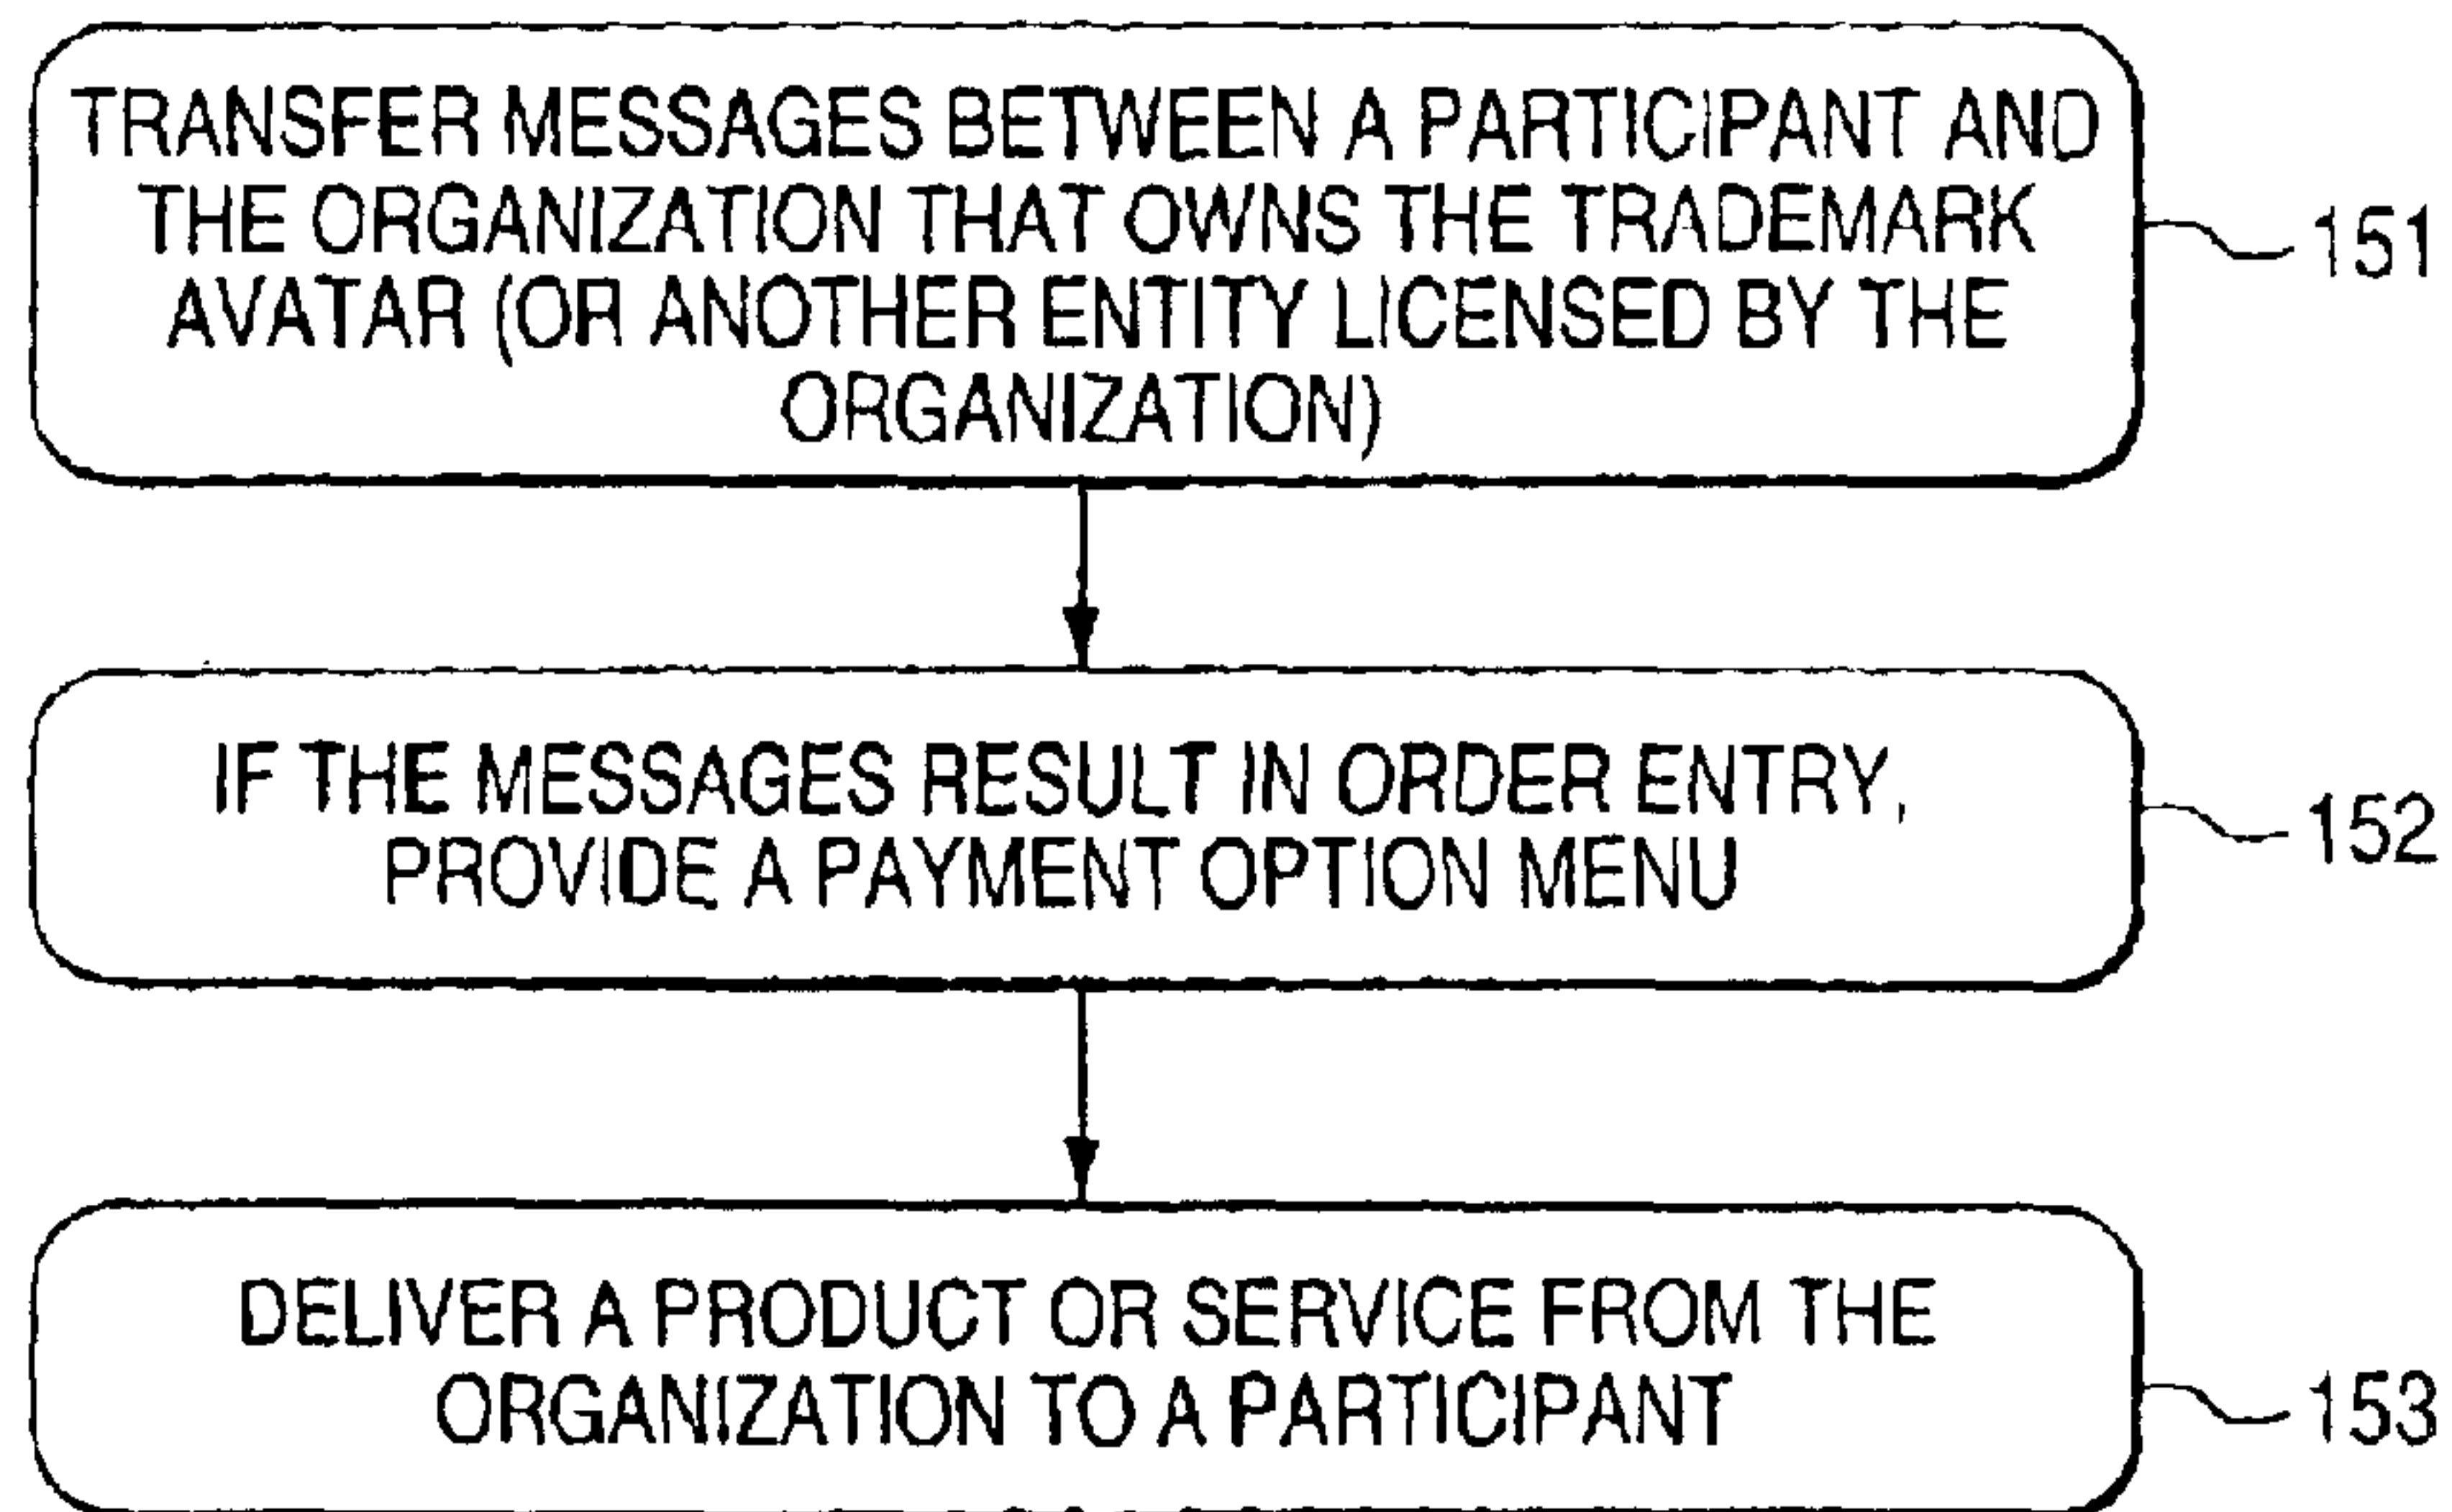 TRANSFER MESSAGES BETWEEN A PARTICIPANT AND
THE ORGANIZATION THAT OWNS THE TRADEMARK
AVATAR (OR ANOTHER ENTITY LICENSED BY THE
ORGANIZATION)
151
IF THE MESSAGES RESULT IN ORDER ENTRY,
PROVIDE A PAYMENT OPTION MENU
152
DELIVER A PRODUCT OR SERVICE FROM THE
ORGANIZATION TO A PARTICIPANT
153